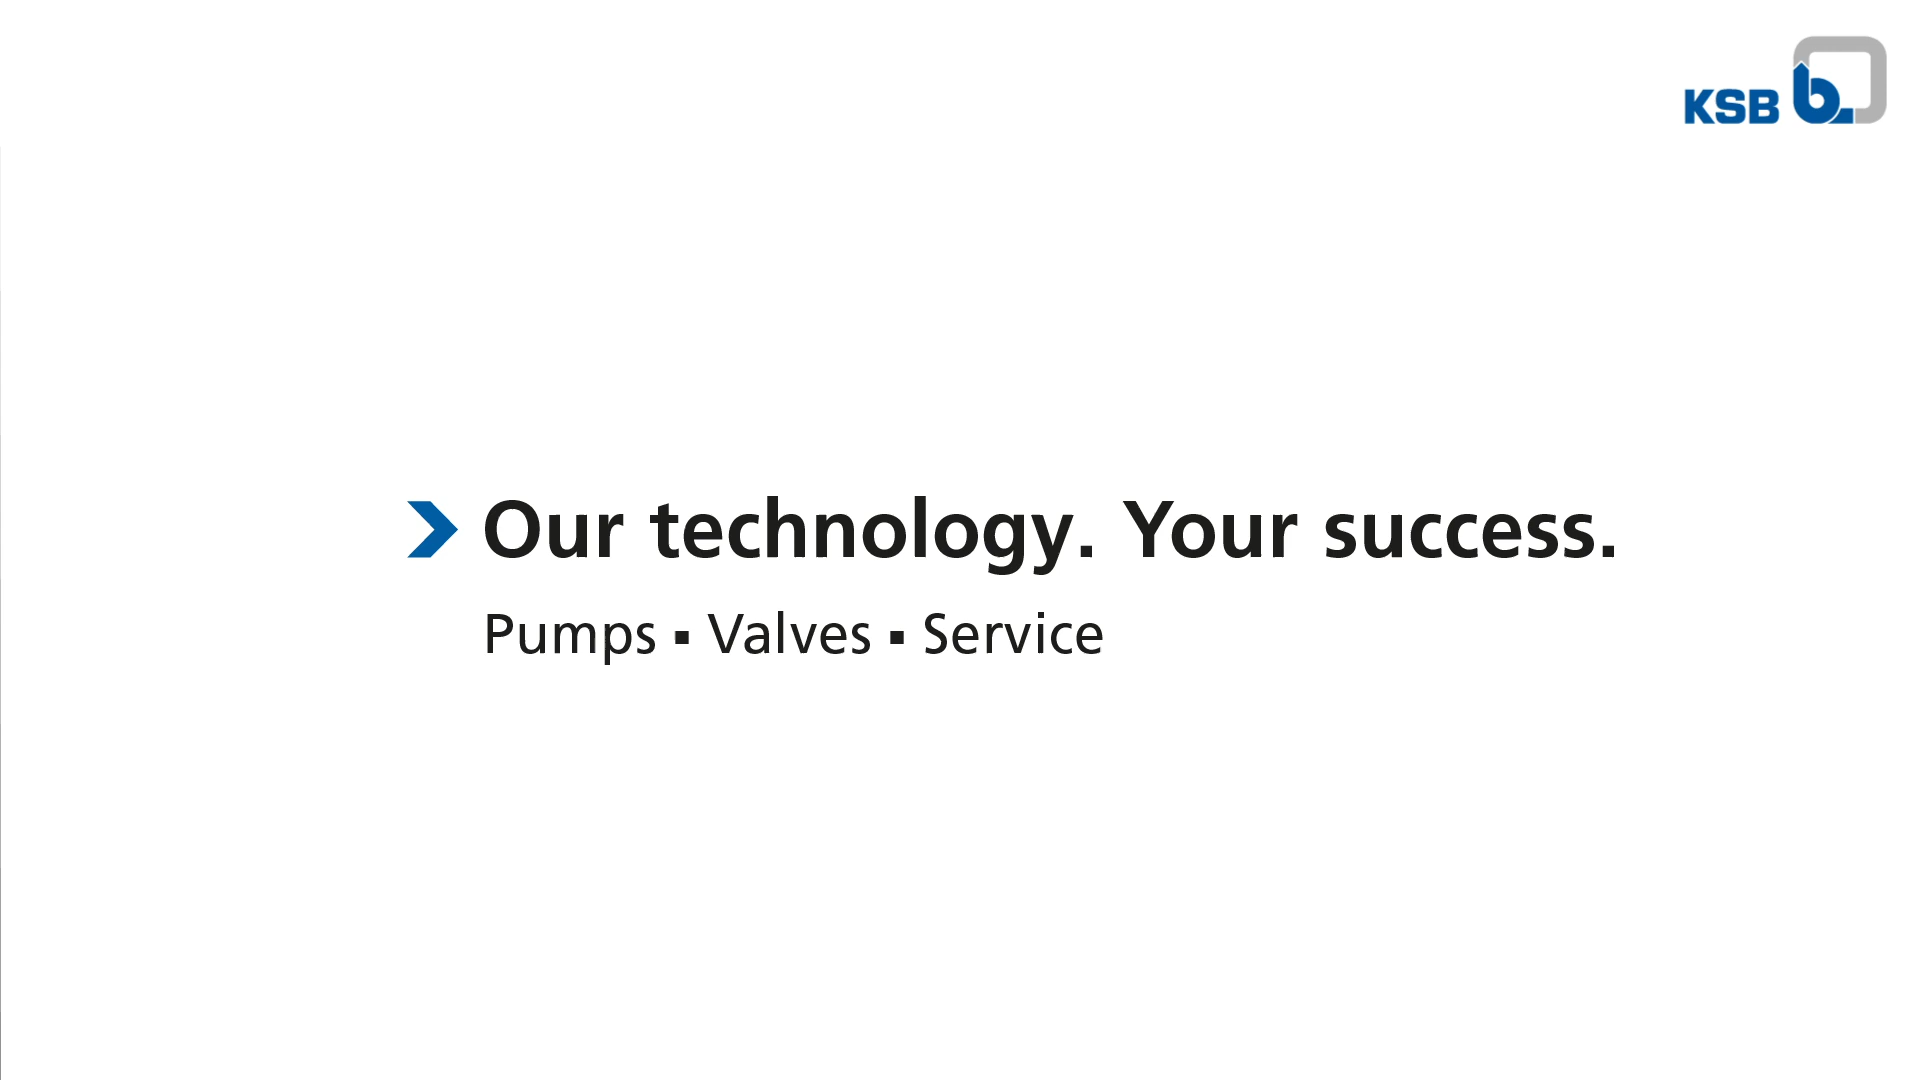 KSB
Our technology. Your success.
Pumps ▪ Valves ▪ Service